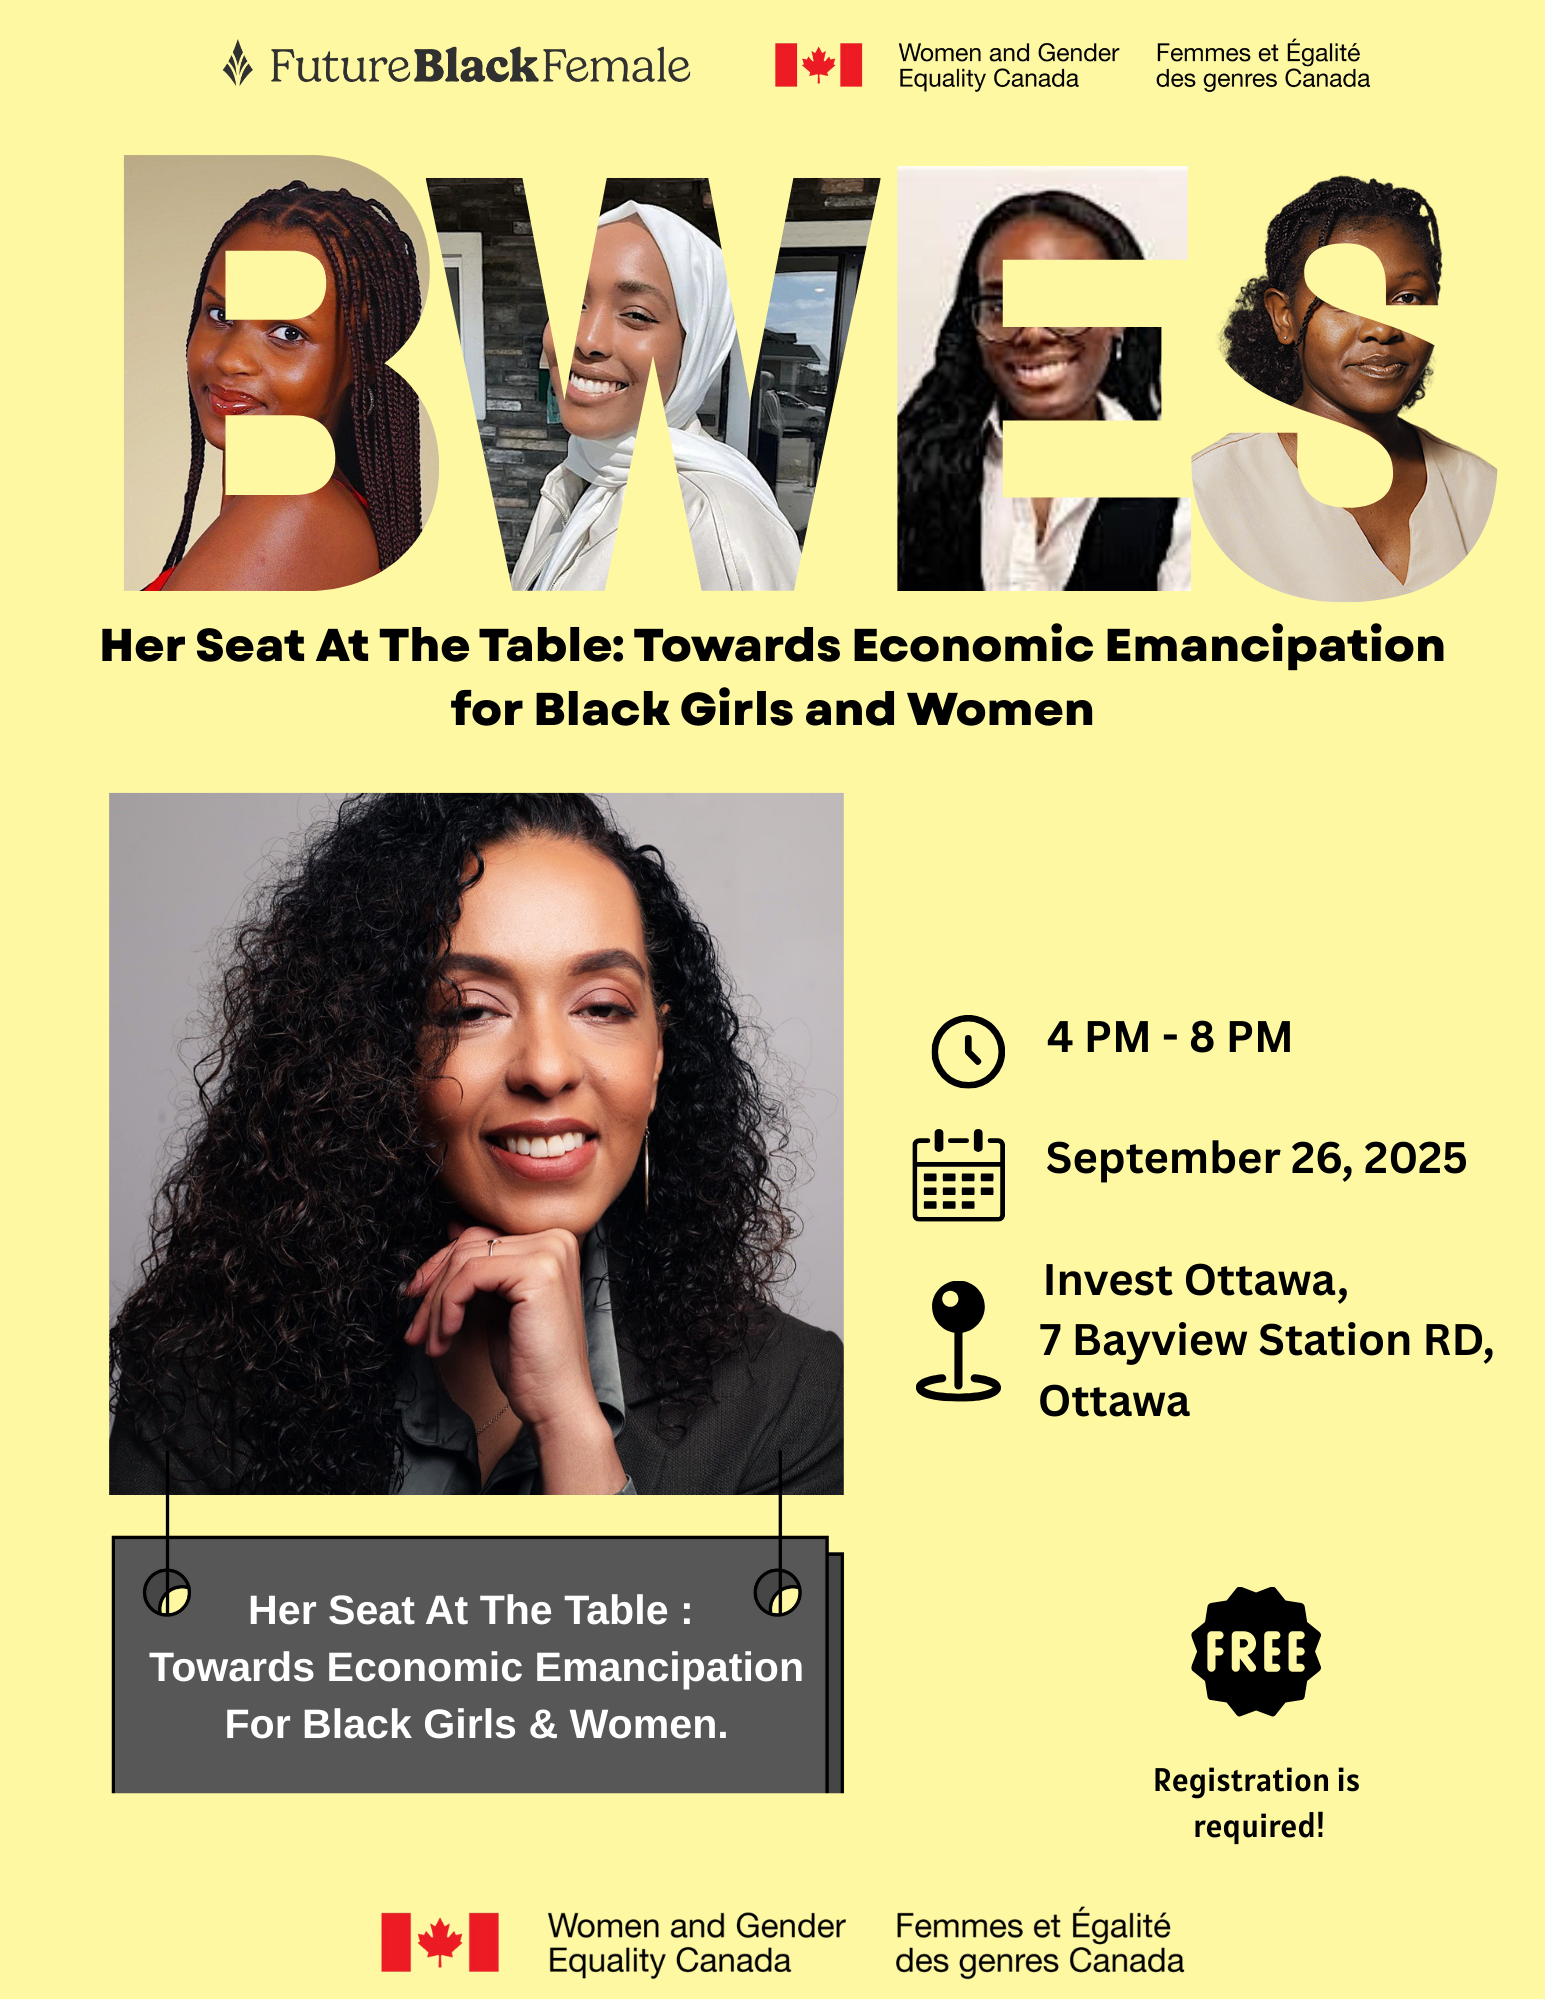 FutureBlackFemale
Women and Gender
Equality Canada
Femmes et Égalité
des genres Canada
BWES
Her Seat At The Table: Towards Economic Emancipation
for Black Girls and Women
4 PM - 8 PM
September 26, 2025
Invest Ottawa,
7 Bayview Station RD,
Ottawa
Her Seat At The Table :
Towards Economic Emancipation
For Black Girls & Women.
FREE
Registration is
required!
Women and Gender
Equality Canada
Femmes et Égalité
des genres Canada